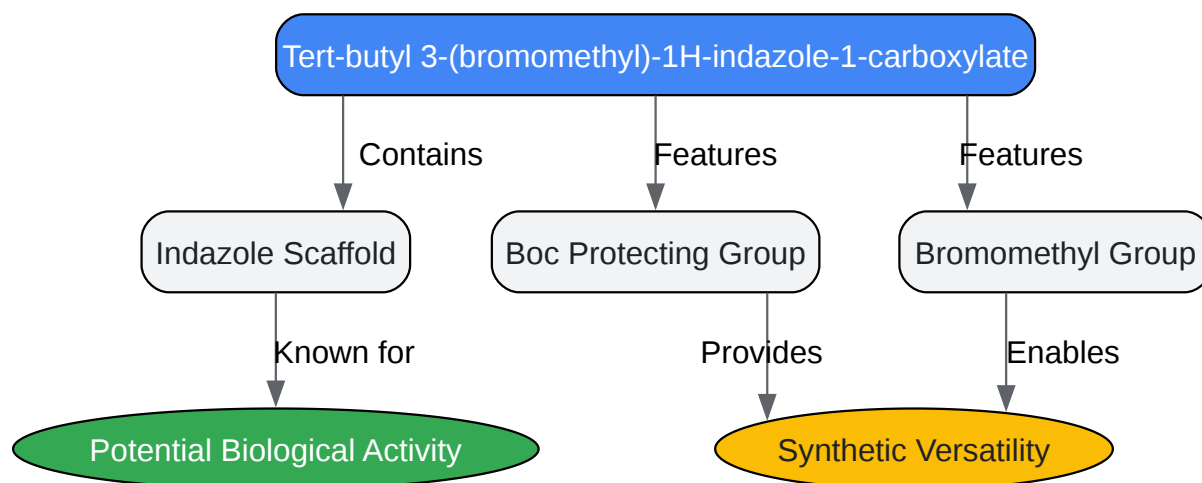 Tert-butyl 3-(bromomethyl)-1H-indazole-1-carboxylate
Contains
Features
Features
Indazole Scaffold
Boc Protecting Group
Bromomethyl Group
Known for
Provides
Enables
Potential Biological Activity
Synthetic Versatility